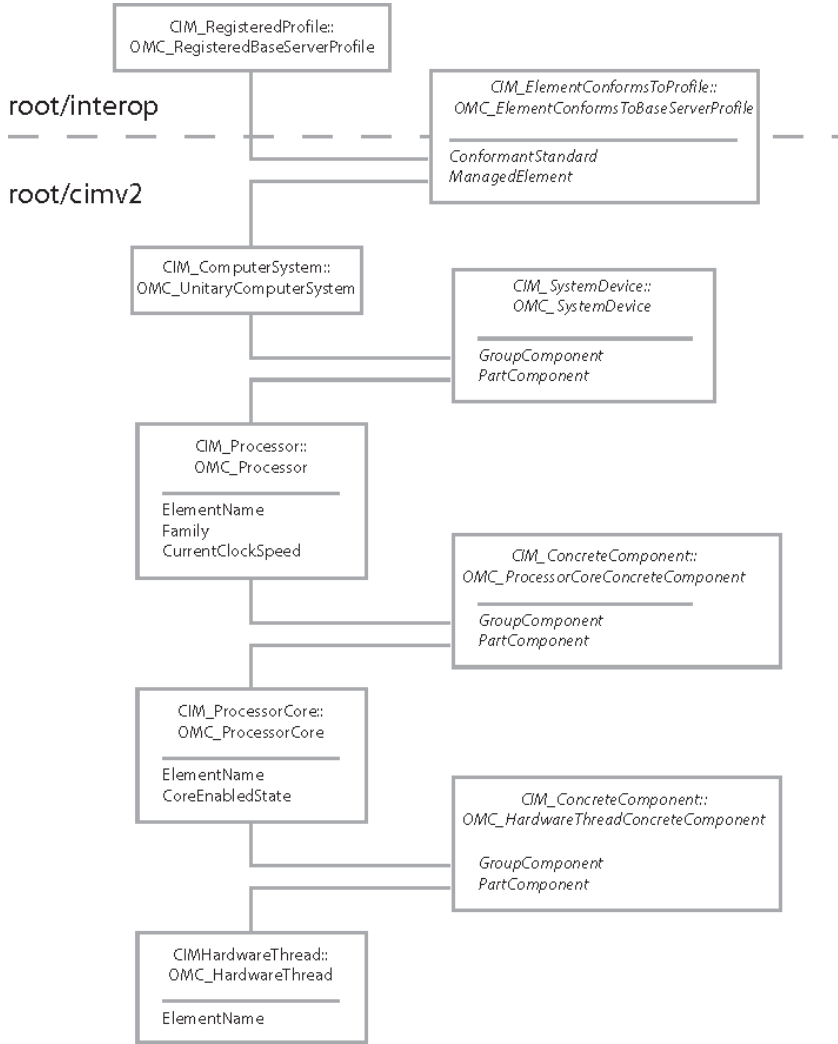 CIM_RegisteredProfile::
OMC_RegisteredBaseServerProfile
root/interop
CIM_ElementConformsToProfile::
OMC_ElementConformsToBaseServerProfile
ConformantStandard
ManagedElement
root/cimv2
CIM_ComputerSystem::
OMC_UnitaryComputerSystem
CIM_SystemDevice::
OMC_SystemDevice
GroupComponent
PartComponent
CIM_Processor::
OMC_Processor
ElementName
Family
CurrentClockSpeed
CIM_ConcreteComponent::
OMC_ProcessorCoreConcreteComponent
GroupComponent
PartComponent
CIM_ProcessorCore::
OMC_ProcessorCore
ElementName
CoreEnabledState
CIM_ConcreteComponent::
OMC_HardwareThreadConcreteComponent
GroupComponent
PartComponent
CIMHardwareThread::
OMC_HardwareThread
ElementName